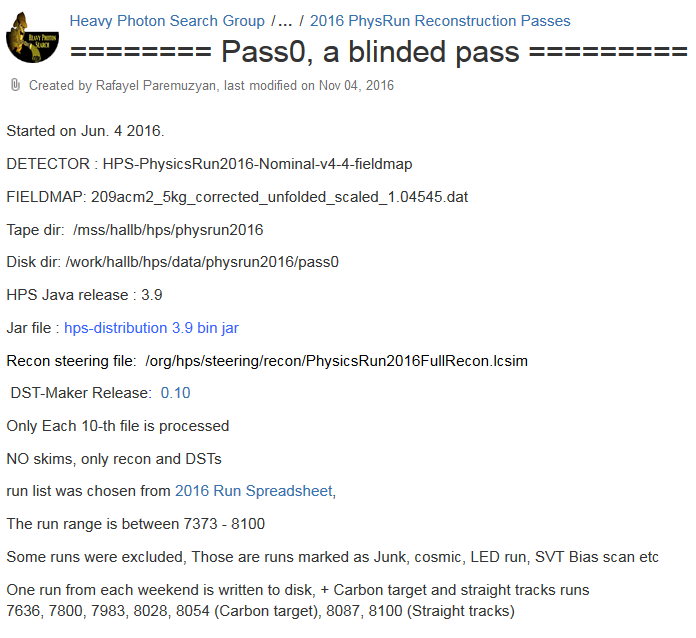 HEAVY PHOTON
SEARCH
Heavy Photon Search Group /... / 2016 PhysRun Reconstruction Passes
======== Pass0, a blinded pass =========
Created by Rafayel Paremuzyan, last modified on Nov 04, 2016
Started on Jun. 4 2016.
DETECTOR : HPS-PhysicsRun2016-Nominal-v4-4-fieldmap
FIELDMAP: 209acm2_5kg_corrected_unfolded_scaled_1.04545.dat
Tape dir:  /mss/hallb/hps/physrun2016
Disk dir: /work/hallb/hps/data/physrun2016/pass0
HPS Java release : 3.9
Jar file : hps-distribution 3.9 bin jar
Recon steering file:  /org/hps/steering/recon/PhysicsRun2016FullRecon.lcsim
DST-Maker Release:  0.10
Only Each 10-th file is processed
NO skims, only recon and DSTs
run list was chosen from 2016 Run Spreadsheet,
The run range is between 7373 - 8100
Some runs were excluded, Those are runs marked as Junk, cosmic, LED run, SVT Bias scan etc
One run from each weekend is written to disk, + Carbon target and straight tracks runs
7636, 7800, 7983, 8028, 8054 (Carbon target), 8087, 8100 (Straight tracks)